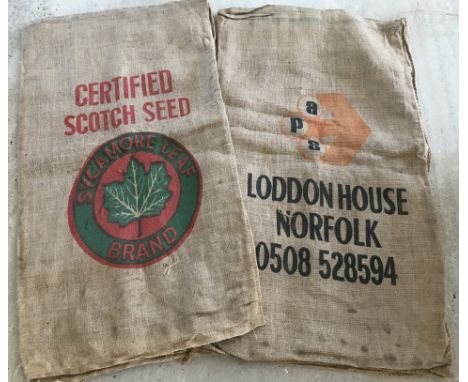 CERTIFIED
SCOTCH SEED
SYCAMORE LEAF
BRAND
a
p
s
LODDON HOUSE
NORFOLK
0508 528594